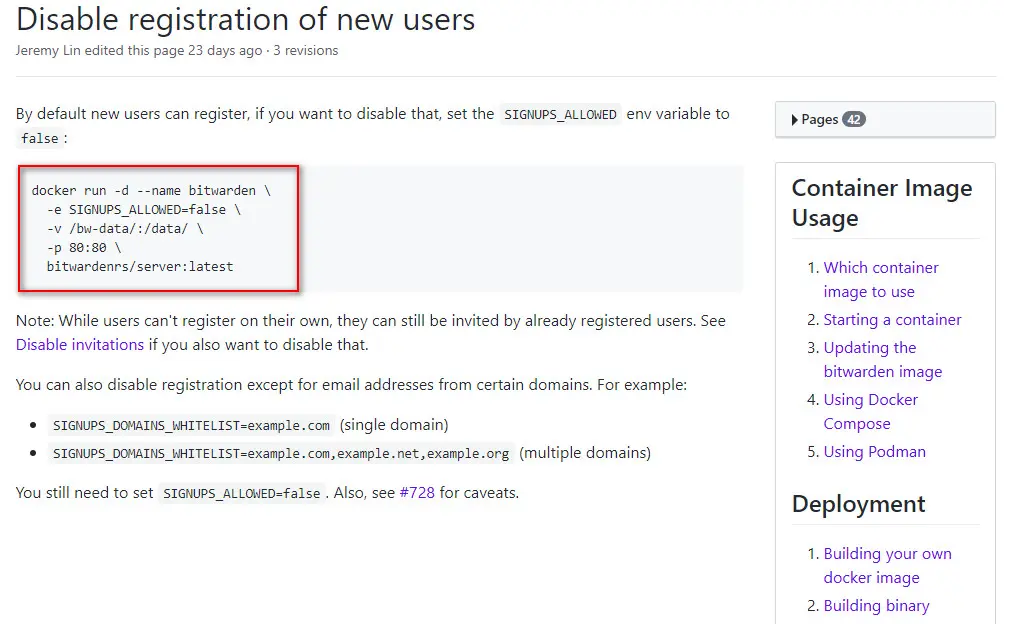 Disable registration of new users
Jeremy Lin edited this page 23 days ago · 3 revisions
By default new users can register, if you want to disable that, set the SIGNUPS_ALLOWED env variable to
false :
docker run -d --name bitwarden \
-e SIGNUPS_ALLOWED=false \
-v /bw-data/:/data/ \
-p 80:80 \
bitwardenrs/server:latest
Note: While users can't register on their own, they can still be invited by already registered users. See
Disable invitations if you also want to disable that.
You can also disable registration except for email addresses from certain domains. For example:
• SIGNUPS_DOMAINS_WHITELIST=example.com (single domain)
• SIGNUPS_DOMAINS_WHITELIST=example.com,example.net,example.org (multiple domains)
You still need to set SIGNUPS_ALLOWED=false . Also, see #728 for caveats.
Pages 42
Container Image
Usage
1. Which container
image to use
2. Starting a container
3. Updating the
bitwarden image
4. Using Docker
Compose
5. Using Podman
Deployment
1. Building your own
docker image
2. Building binary